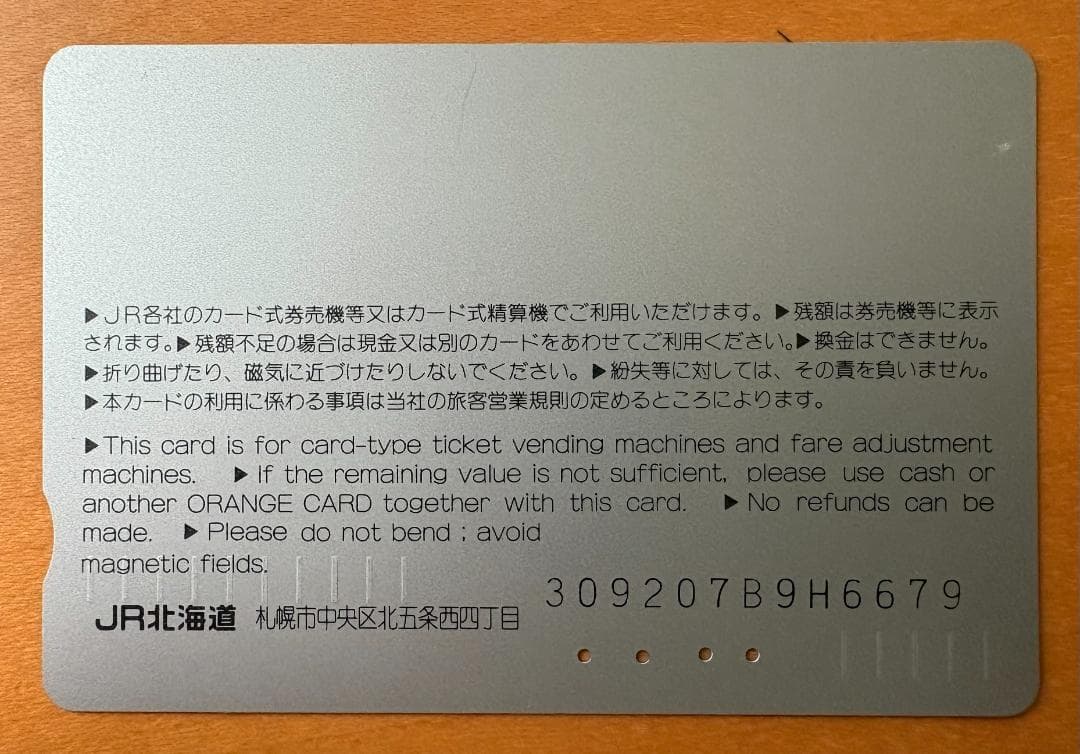 ▶JR各社のカード式券売機等又はカード式精算機でご利用いただけます。▶残額は券売機等に表示
されます。▶残額不足の場合は現金又は別のカードをあわせてご利用ください。▶換金はできません。
▶折り曲げたり、磁気に近づけたりしないでください。▶紛失等に対しては、その責を負いません。
▶本カードの利用に係わる事項は当社の旅客営業規則の定めるところによります。
▶This card is for card-type ticket vending machines and fare adjustment
machines. ▶If the remaining value is not sufficient, please use cash or
another ORANGE CARD together with this card. ▶No refunds can be
made. ▶Please do not bend; avoid
magnetic fields.
309207B9H6679
JR北海道 札幌市中央区北五条西四丁目